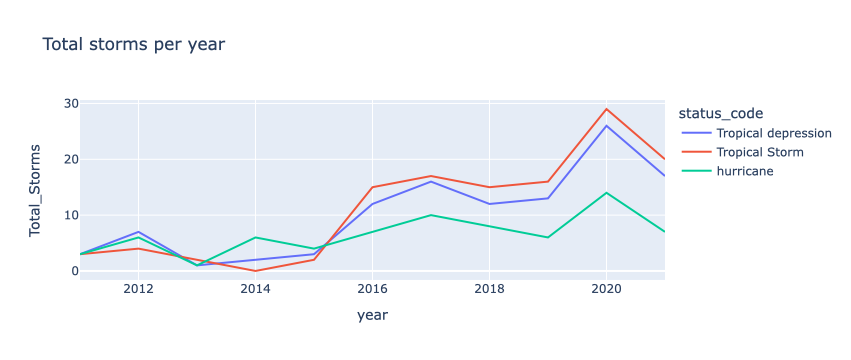 Total storms per year
Total_Storms
30
20
10
0
2012
2014
2016
2018
2020
year
status_code
Tropical depression
Tropical Storm
hurricane